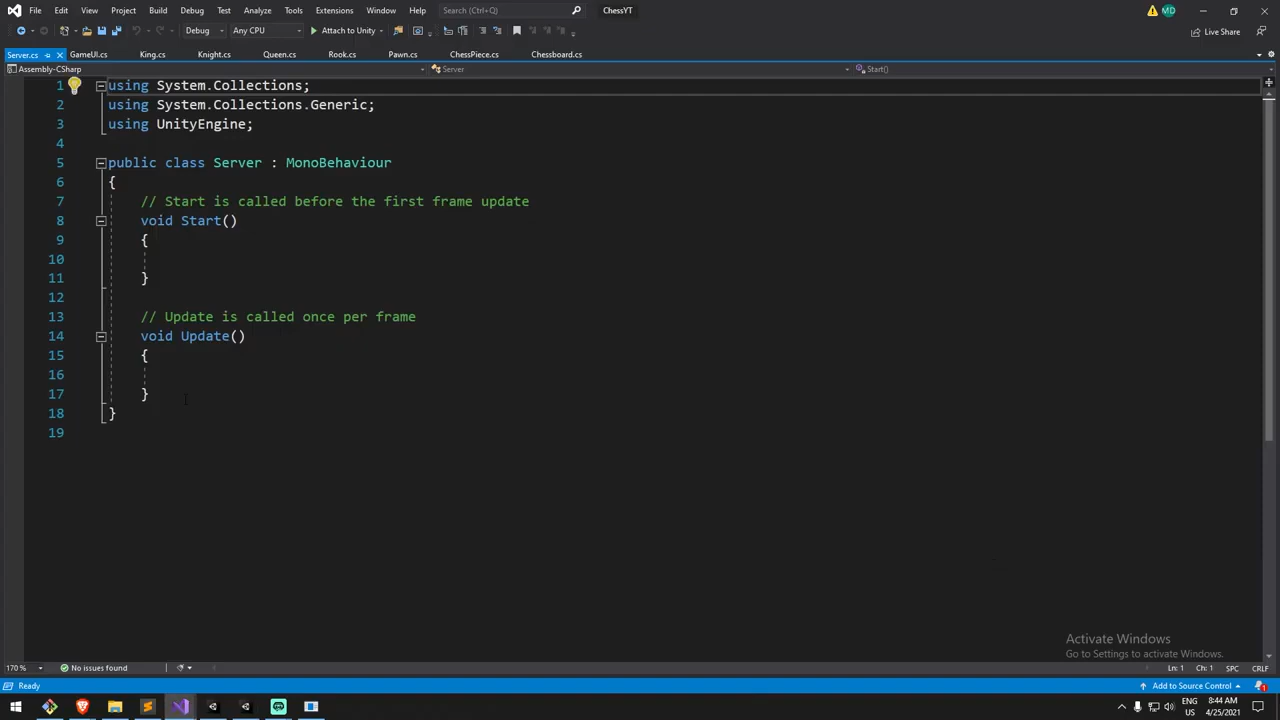 File Edit View Project Build Debug Test Analyze Tools Extensions Window Help Search (Ctrl+Q) ChessYT MD
Debug Any CPU Attach to Unity Live Share
Server.cs GameUI.cs King.cs Knight.cs Queen.cs Rook.cs Pawn.cs ChessPiece.cs Chessboard.cs
Assembly-CSharp Server Start()
1 using System.Collections;
2 using System.Collections.Generic;
3 using UnityEngine;
4
5 public class Server : MonoBehaviour
6 {
7 // Start is called before the first frame update
8 void Start()
9 {
10
11 }
12
13 // Update is called once per frame
14 void Update()
15 {
16
17 }
18 }
19
Activate Windows
Go to Settings to activate Windows.
170 % No issues found Ln: 1 Ch: 1 SPC CRLF
Ready Add to Source Control 1
ENG 8:44 AM
US 4/25/2021